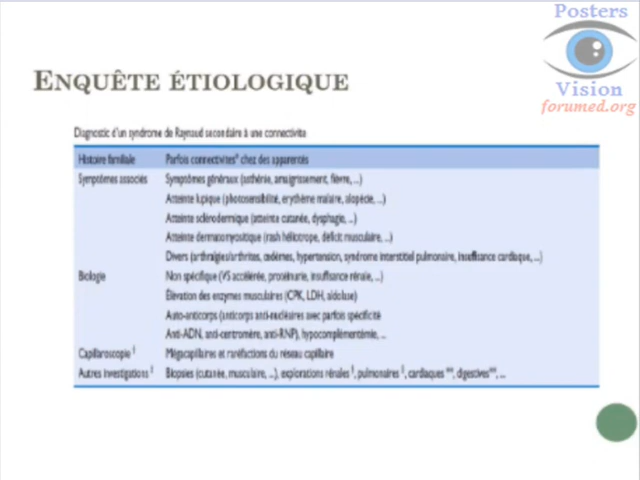 Posters
Vision
forumed.org
ENQUÊTE ÉTIOLOGIQUE
Diagnostic d'un syndrome de Raynaud secondaire à une connectivite
Histoire familiale Parfois connectivites* chez des apparentés
Symptômes associés Symptômes généraux (asthénie, amaigrissement, fièvre, ...)
Atteinte lupique (photosensibilité, erythème malaire, alopécie, ...)
Atteinte sclérodermique (atteinte cutanée, dysphagie, ...)
Atteinte dermatomyositique (rash héliotrope, déficit musculaire, ...)
Divers (arthralgies/arthrites, œdèmes, hypertension, syndrome interstitiel pulmonaire, insuffisance cardiaque, ...)
Biologie Non spécifique (VS accélérée, protéinurie, insuffisance rénale, ...)
Élévation des enzymes musculaires (CPK, LDH, aldolase)
Auto-anticorps (anticorps anti-nucléaires avec parfois spécificité
Anti-ADN, anti-centromère, anti-RNP), hypocomplémentémie, ...
Capillaroscopie Mégacapillaires et raréfactions du réseau capillaire
Autres investigations Biopsies (cutanée, musculaire, ...), explorations rénales, pulmonaires, cardiaques **, digestives**, ...